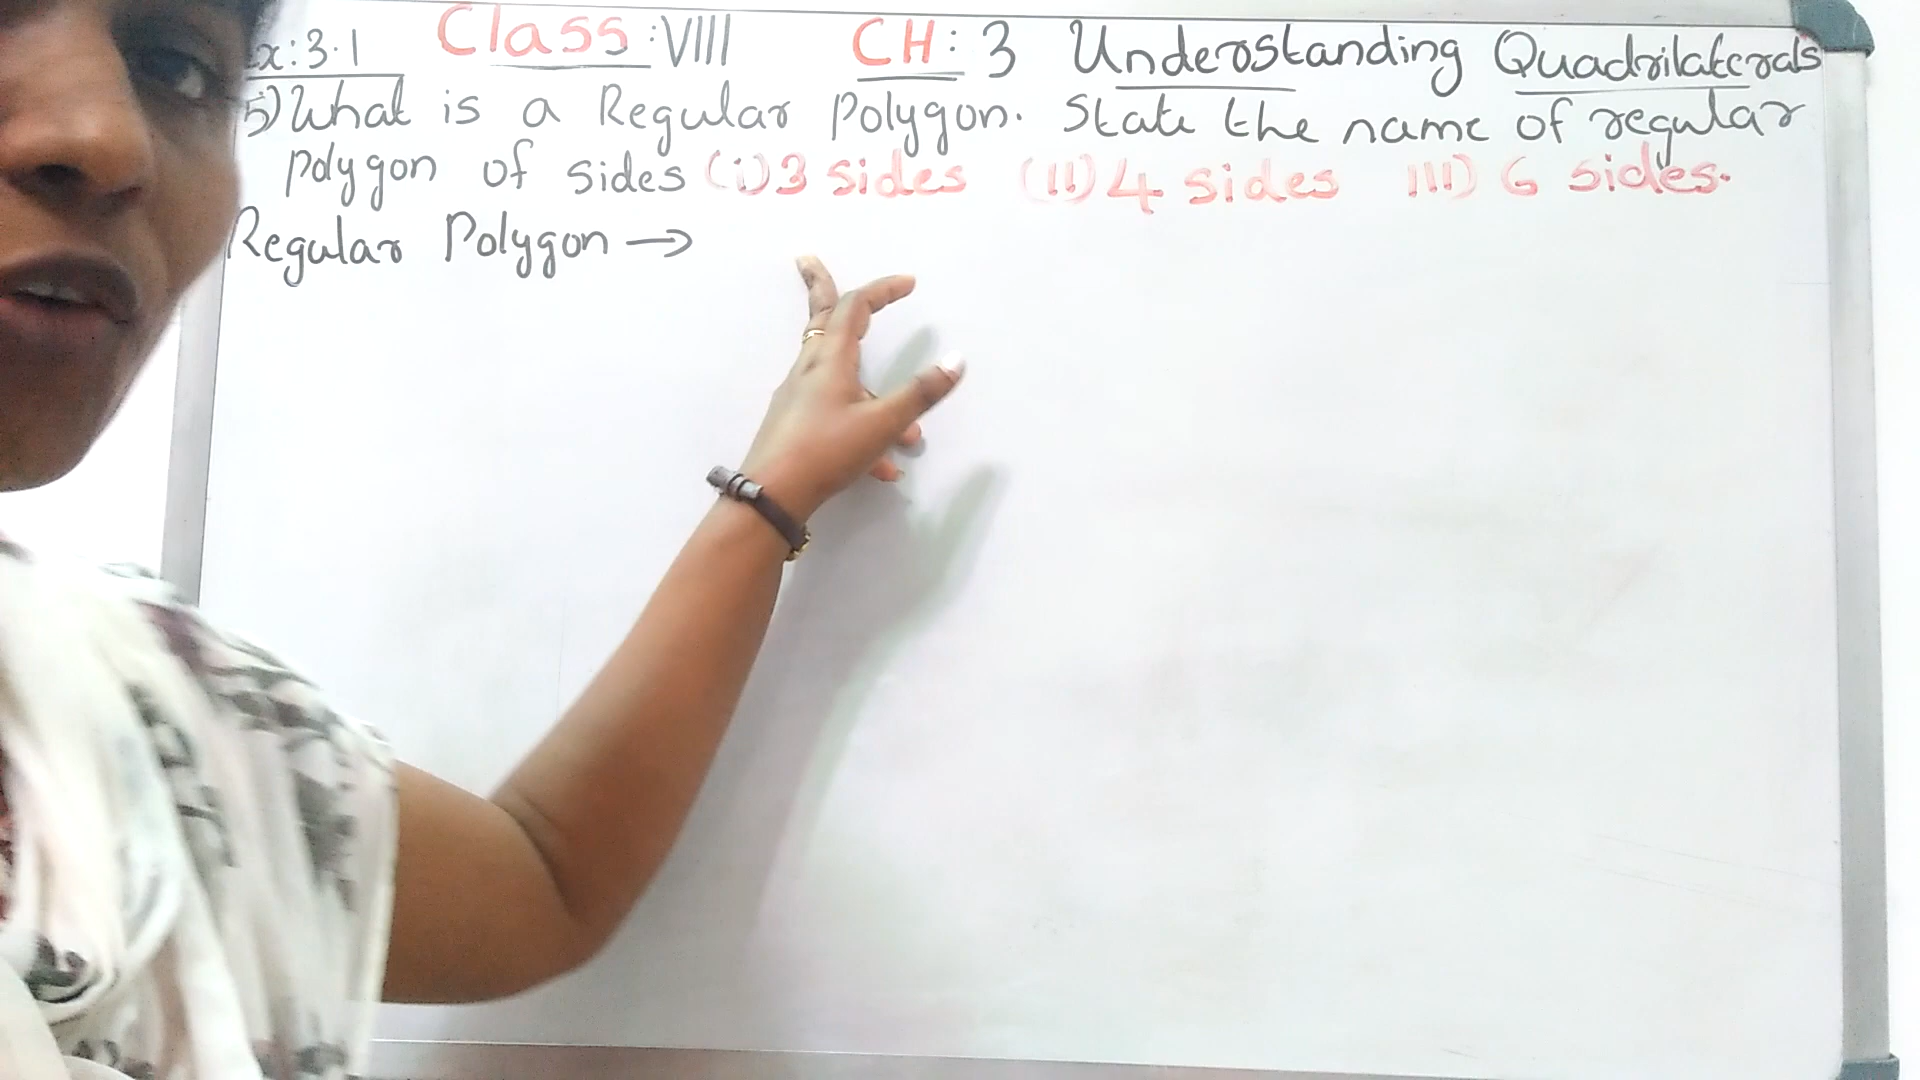 x:3.1 Class:VIII CH:3 Understanding Quadrilaterals
5) What is a Regular Polygon. State the name of regular
polygon of sides (i) 3 sides (II) 4 sides III) 6 sides.
Regular Polygon →